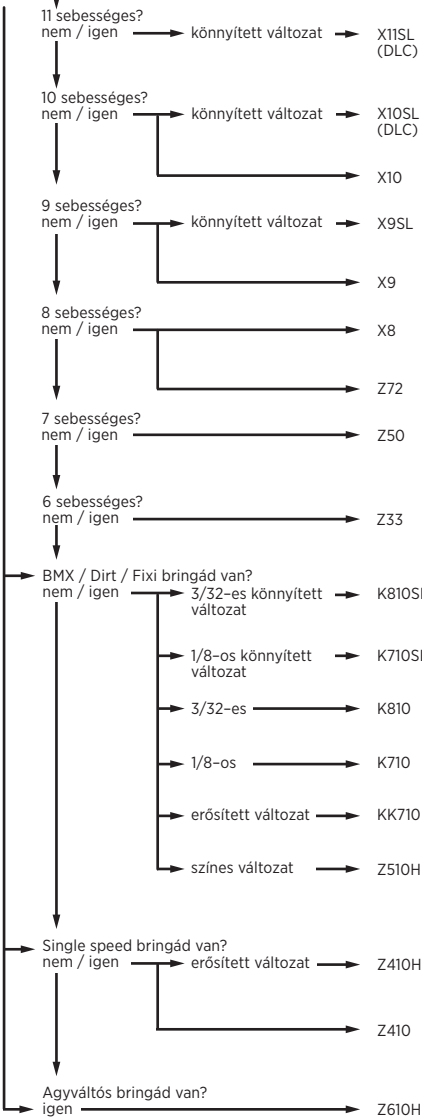 11 sebességes?
nem / igen
könnyített változat
X11SL
(DLC)
10 sebességes?
nem / igen
könnyített változat
X10SL
(DLC)
X10
9 sebességes?
nem / igen
könnyített változat
X9SL
X9
8 sebességes?
nem / igen
X8
Z72
7 sebességes?
nem / igen
Z50
6 sebességes?
nem / igen
Z33
BMX / Dirt / Fixi bringád van?
nem / igen
3/32-es könnyített
változat
K810SL
1/8-os könnyített
változat
K710SL
3/32-es
K810
1/8-os
K710
erősített változat
KK710
színes változat
Z510H
Single speed bringád van?
nem / igen
erősített változat
Z410H
Z410
Agyváltós bringád van?
igen
Z610H